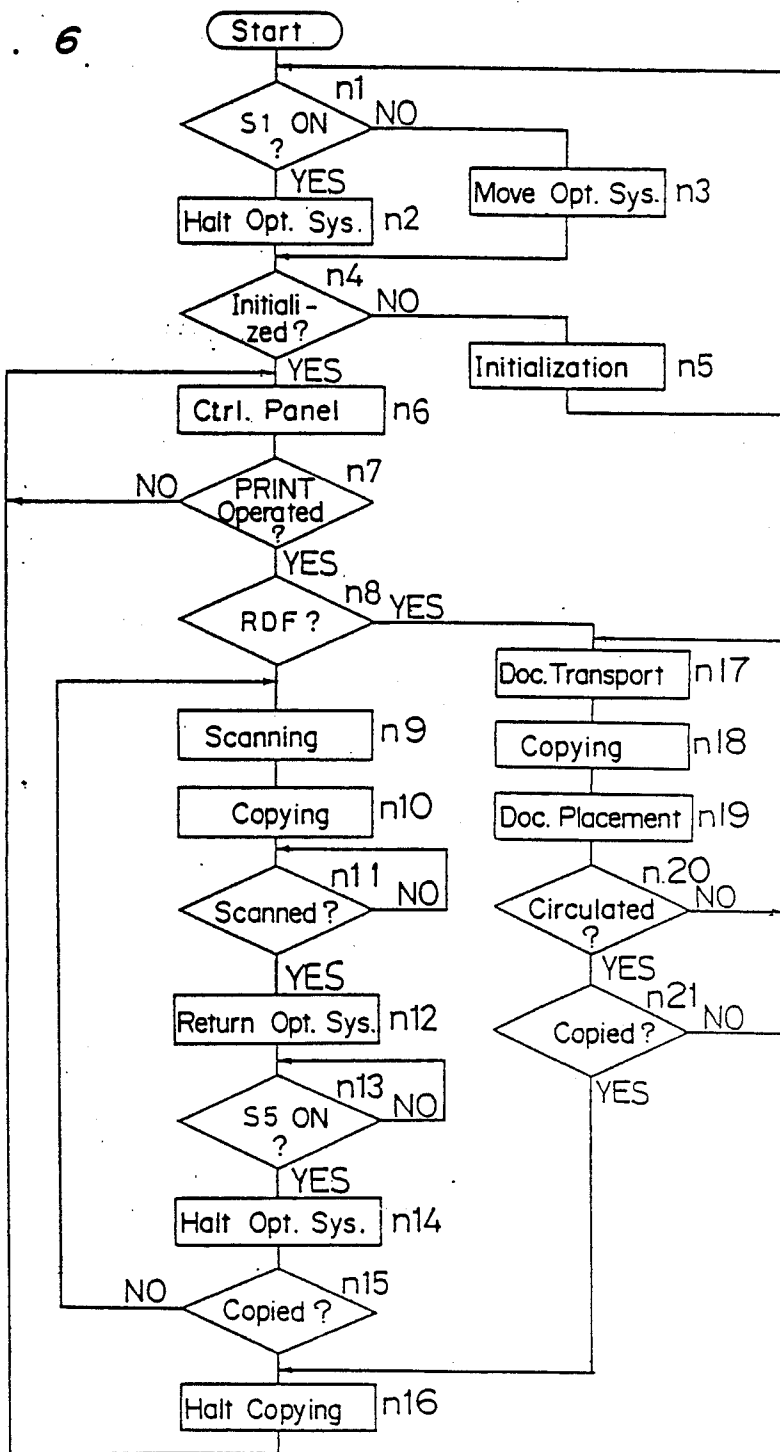 . 6
Start
n1
S1 ON
?
NO
YES
Halt Opt. Sys.
n2
Move Opt. Sys.
n3
n4
Initiali-
zed?
NO
YES
Initialization
n5
Ctrl. Panel
n6
n7
NO
PRINT
Operated
?
YES
n8
RDF?
YES
Doc. Transport
n17
Scanning
n9
Copying
n18
Copying
n10
Doc. Placement
n19
n11
Scanned?
NO
YES
n.20
Circulated
?
NO
YES
Return Opt. Sys.
n12
n21
Copied?
NO
YES
n13
S5 ON
?
NO
YES
Halt Opt. Sys.
n14
n15
NO
Copied?
Halt Copying
n16